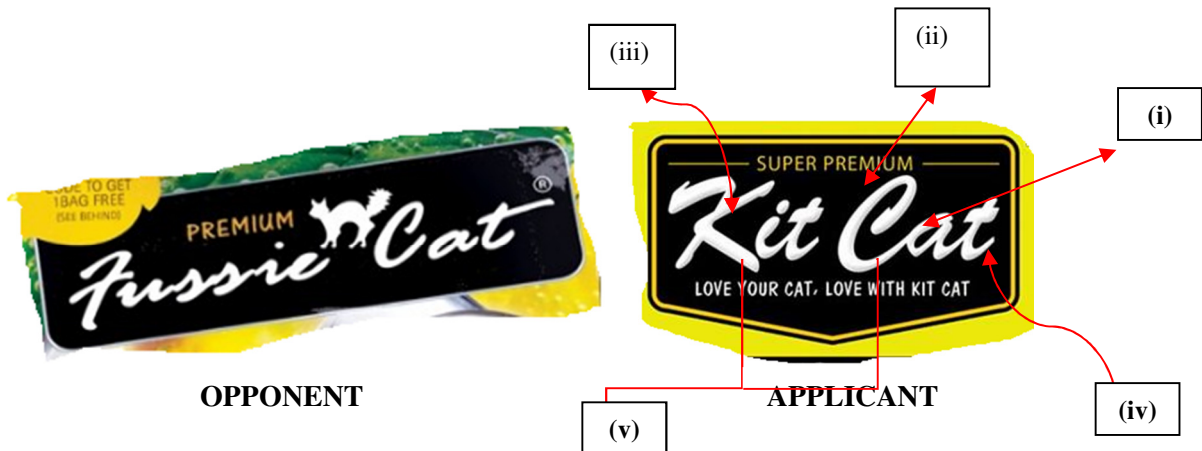 (iii)
(ii)
(i)
CODE TO GET
1BAG FREE
(SEE BEHIND)
PREMIUM
®
Fussie Cat
SUPER PREMIUM
Kit Cat
LOVE YOUR CAT, LOVE WITH KIT CAT
OPPONENT
APPLICANT
(v)
(iv)